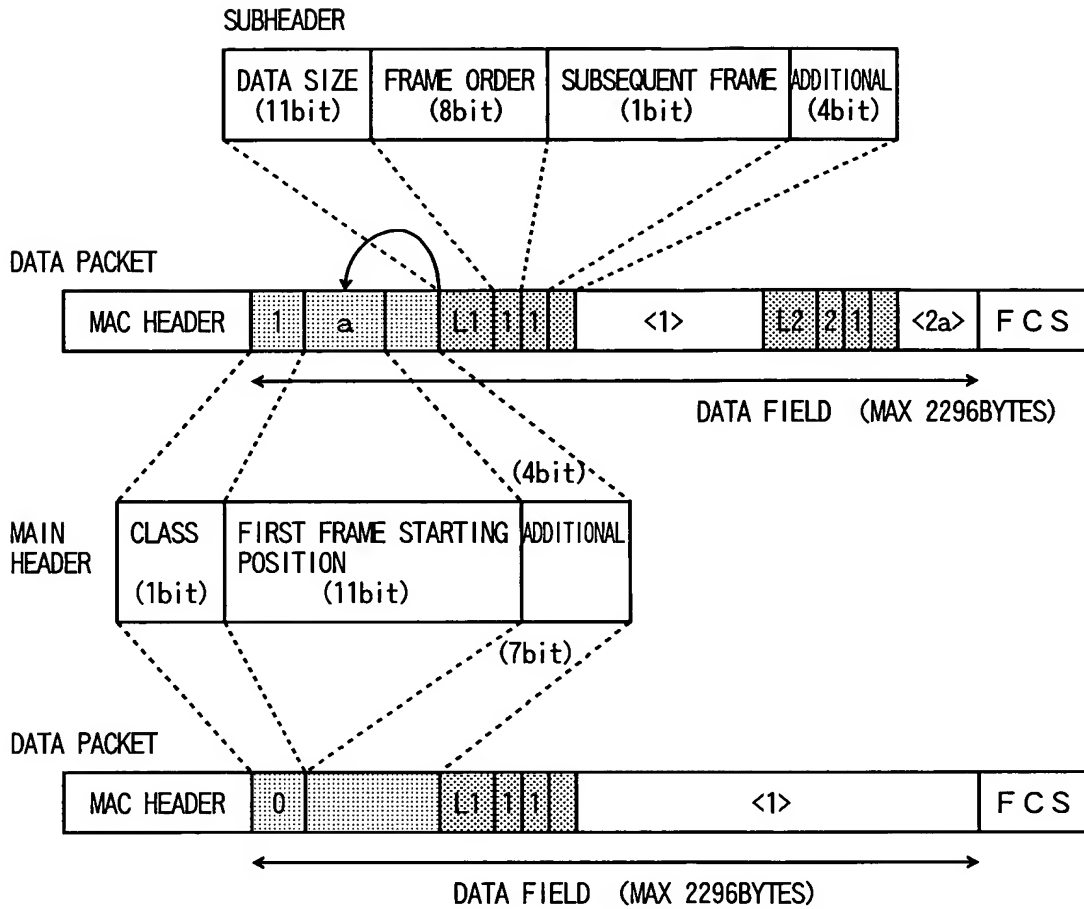 SUBHEADER
DATA SIZE (11bit)
FRAME ORDER (8bit)
SUBSEQUENT FRAME (1bit)
ADDITIONAL (4bit)
DATA PACKET
MAC HEADER 1 a L1 1 1 <1> L2 2 1 <2a> FCS
DATA FIELD (MAX 2296BYTES)
(4bit)
MAIN HEADER
CLASS (1bit)
FIRST FRAME STARTING POSITION (11bit)
ADDITIONAL
(7bit)
DATA PACKET
MAC HEADER 0 L1 1 1 <1> FCS
DATA FIELD (MAX 2296BYTES)